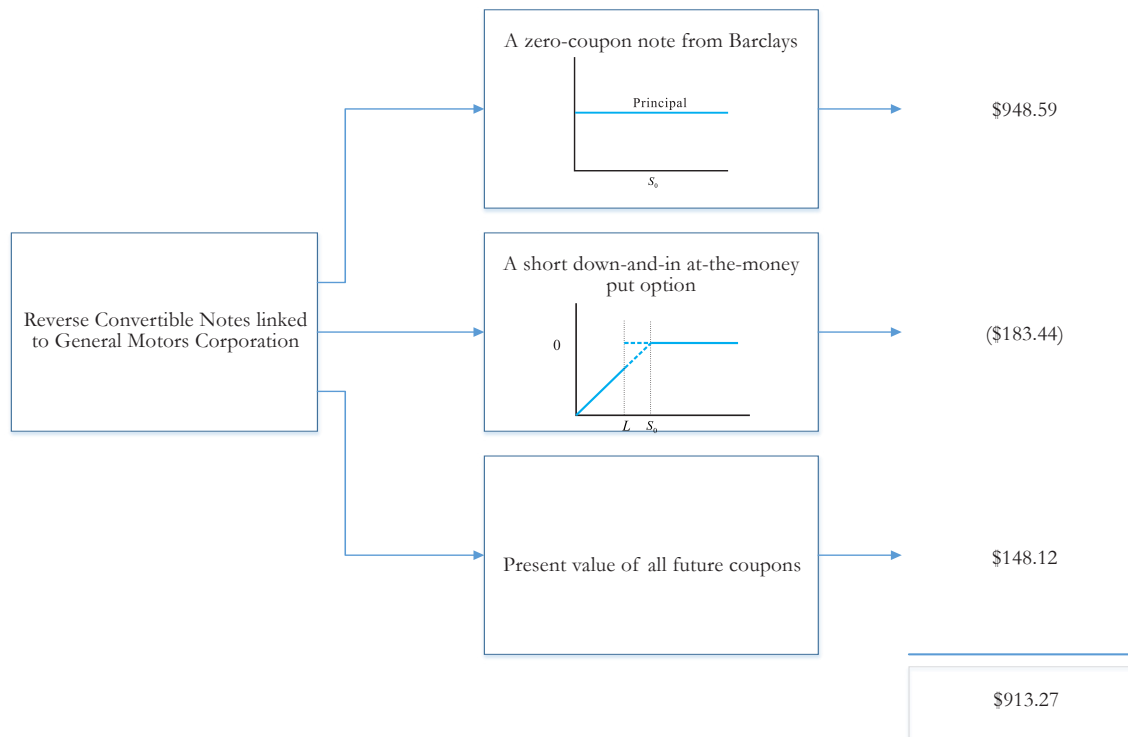 A zero-coupon note from Barclays
Principal
S₀
$948.59
Reverse Convertible Notes linked
to General Motors Corporation
A short down-and-in at-the-money
put option
0
L S₀
($183.44)
Present value of all future coupons
$148.12
$913.27